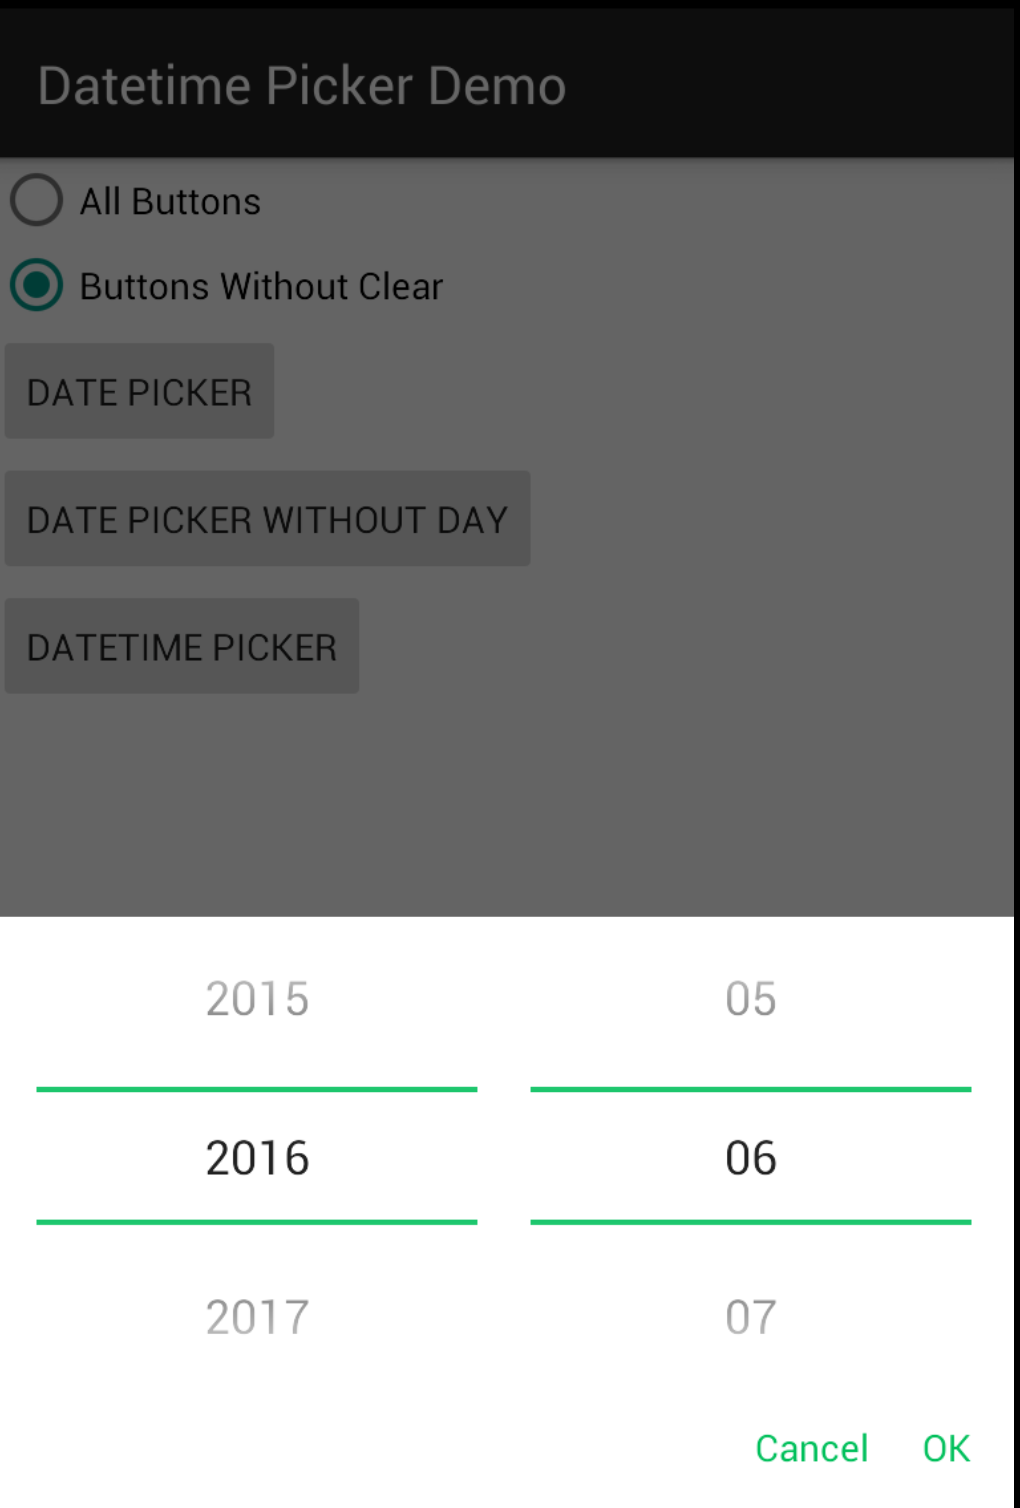 Datetime Picker Demo
All Buttons
Buttons Without Clear
DATE PICKER
DATE PICKER WITHOUT DAY
DATETIME PICKER
2015 05
2016 06
2017 07
Cancel OK